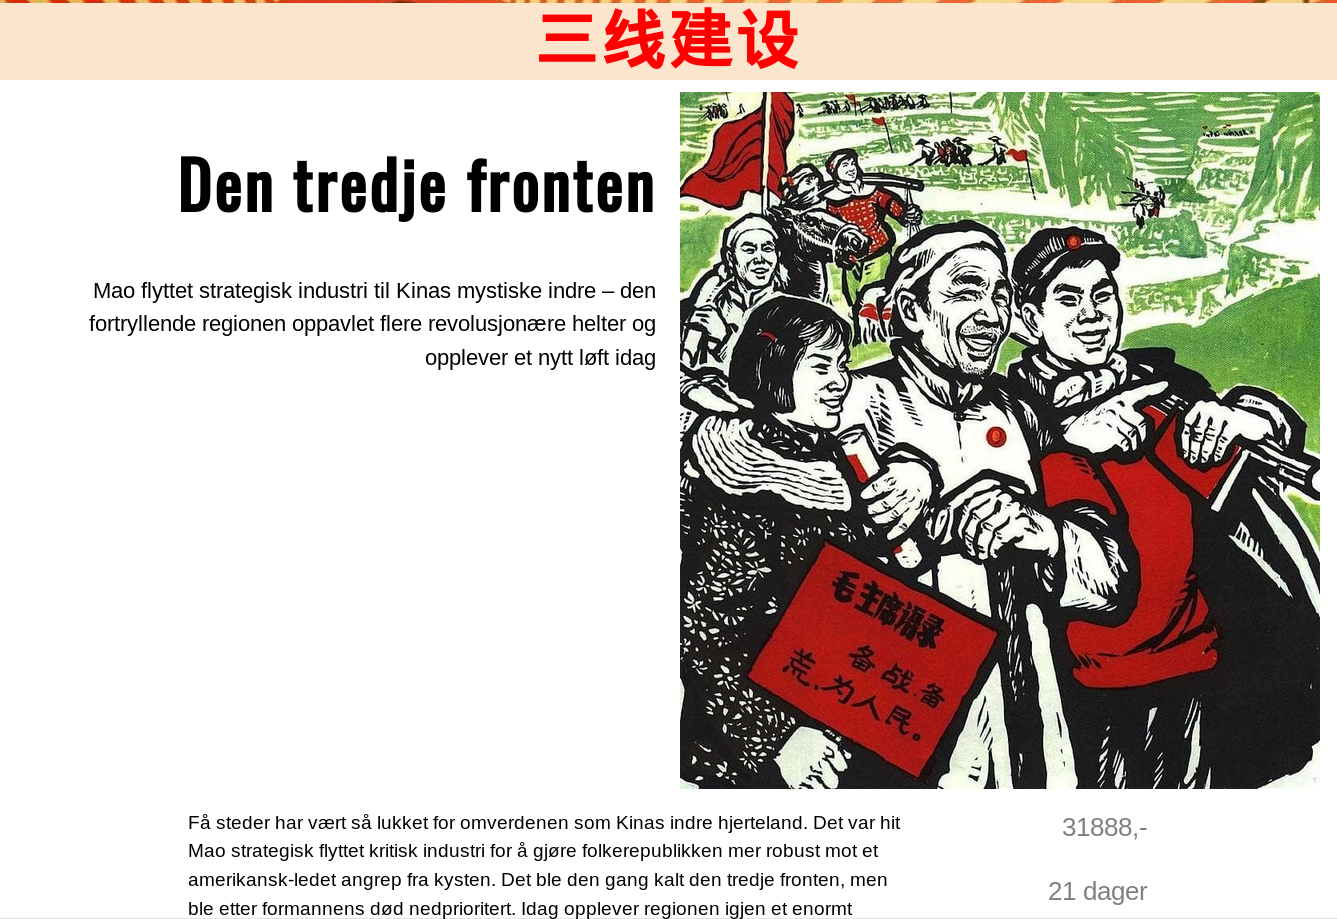 三线建设
Den tredje fronten
Mao flyttet strategisk industri til Kinas mystiske indre – den
fortryllende regionen oppavlet flere revolusjonære helter og
opplever et nytt løft idag
毛主席语录
备战、备
荒、为人民。
Få steder har vært så lukket for omverdenen som Kinas indre hjerteland. Det var hit
Mao strategisk flyttet kritisk industri for å gjøre folkerepublikken mer robust mot et
amerikansk-ledet angrep fra kysten. Det ble den gang kalt den tredje fronten, men
ble etter formannens død nedprioritert. Idag opplever regionen igjen et enormt
31888,-
21 dager